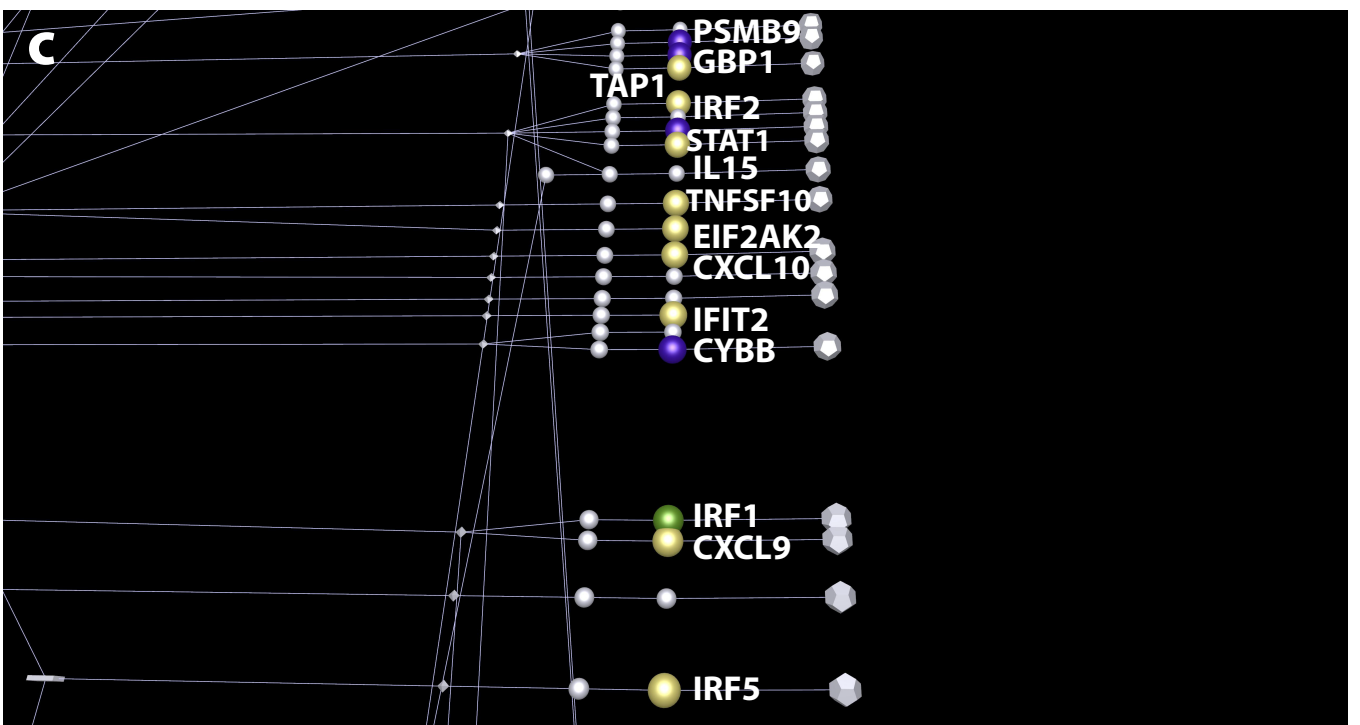 c
PSMB9
GBP1
TAP1
IRF2
STAT1
IL15
TNFSF10
EIF2AK2
CXCL10
IFIT2
CYBB
IRF1
CXCL9
IRF5